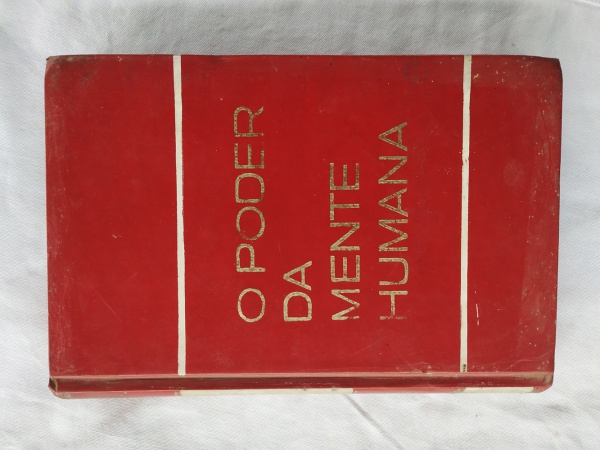 O PODER
DA
MENTE
HUMANA